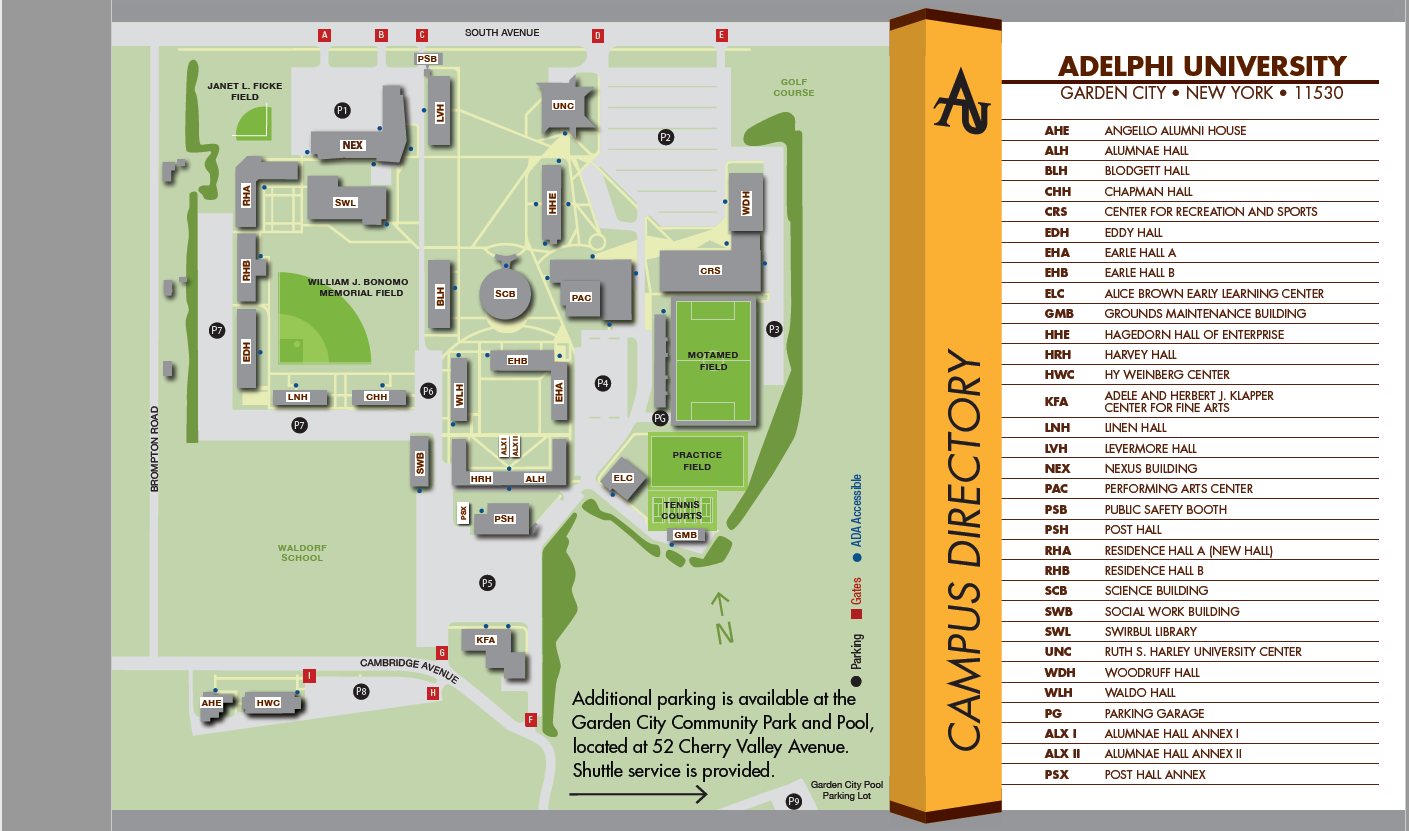 A
B
C
SOUTH AVENUE
D
E
PSB
JANET L. FICKE
FIELD
GOLF
COURSE
P1
LVH
UNC
P2
NEX
RHA
SWL
HHE
WDH
RHB
WILLIAM J. BONOMO
MEMORIAL FIELD
BLH
SCB
PAC
CRS
P7
EDH
P3
MOTAMED
FIELD
EHB
WLH
EHA
P4
P6
LNH
CHH
P7
PG
BROMPTON ROAD
SWB
ALX I
ALX II
HRH
ALH
PRACTICE
FIELD
ELC
PSX
PSH
TENNIS
COURTS
GMB
WALDORF
SCHOOL
P5
N
Parking
Gates
ADA Accessible
KFA
G
CAMBRIDGE AVENUE
I
H
P8
AHE
HWC
F
Additional parking is available at the
Garden City Community Park and Pool,
located at 52 Cherry Valley Avenue.
Shuttle service is provided.
Garden City Pool
Parking Lot
P9
AU
CAMPUS DIRECTORY
ADELPHI UNIVERSITY
GARDEN CITY • NEW YORK • 11530
AHE ANGELLO ALUMNI HOUSE
ALH ALUMNAE HALL
BLH BLODGETT HALL
CHH CHAPMAN HALL
CRS CENTER FOR RECREATION AND SPORTS
EDH EDDY HALL
EHA EARLE HALL A
EHB EARLE HALL B
ELC ALICE BROWN EARLY LEARNING CENTER
GMB GROUNDS MAINTENANCE BUILDING
HHE HAGEDORN HALL OF ENTERPRISE
HRH HARVEY HALL
HWC HY WEINBERG CENTER
KFA ADELE AND HERBERT J. KLAPPER
CENTER FOR FINE ARTS
LNH LINEN HALL
LVH LEVERMORE HALL
NEX NEXUS BUILDING
PAC PERFORMING ARTS CENTER
PSB PUBLIC SAFETY BOOTH
PSH POST HALL
RHA RESIDENCE HALL A (NEW HALL)
RHB RESIDENCE HALL B
SCB SCIENCE BUILDING
SWB SOCIAL WORK BUILDING
SWL SWIRBUL LIBRARY
UNC RUTH S. HARLEY UNIVERSITY CENTER
WDH WOODRUFF HALL
WLH WALDO HALL
PG PARKING GARAGE
ALX I ALUMNAE HALL ANNEX I
ALX II ALUMNAE HALL ANNEX II
PSX POST HALL ANNEX